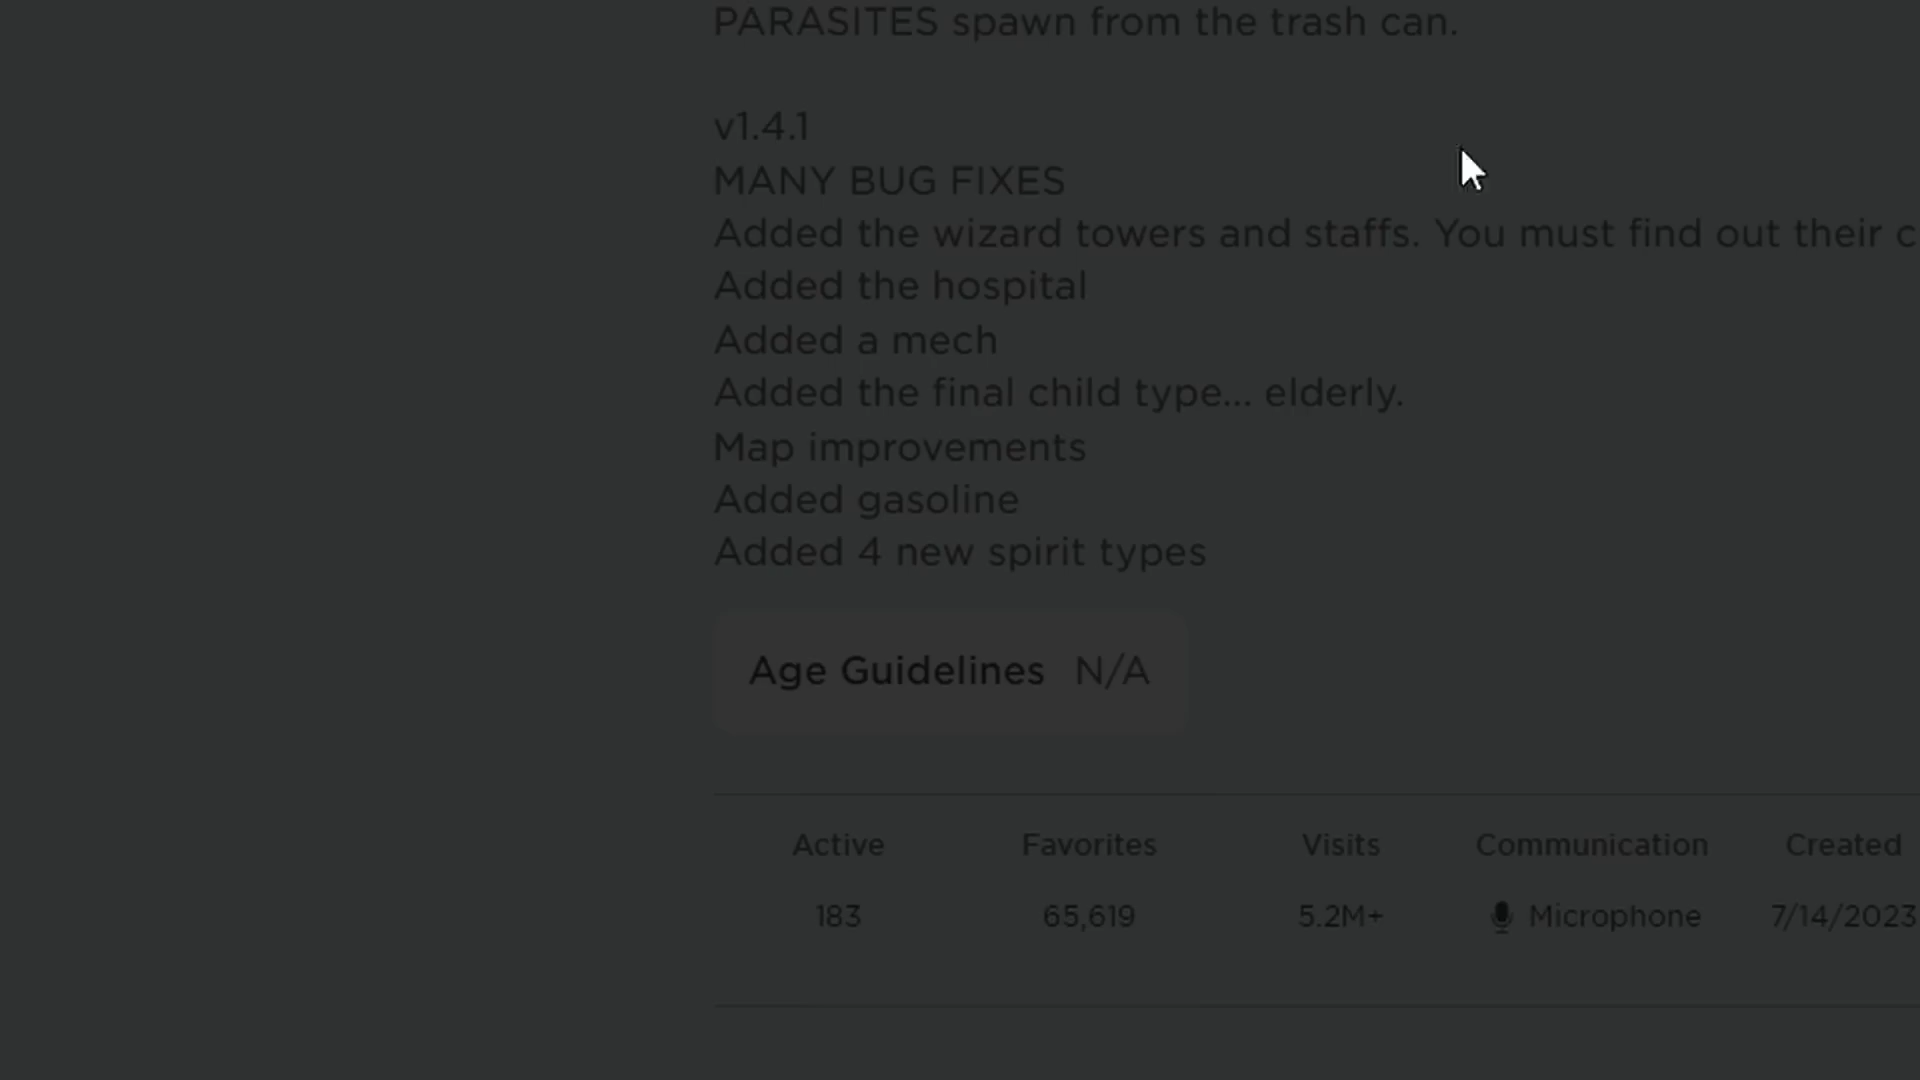 PARASITES spawn from the trash can.
v1.4.1
MANY BUG FIXES
Added the wizard towers and staffs. You must find out their c
Added the hospital
Added a mech
Added the final child type... elderly.
Map improvements
Added gasoline
Added 4 new spirit types
Age Guidelines N/A
Active Favorites Visits Communication Created
183 65,619 5.2M+ Microphone 7/14/2023